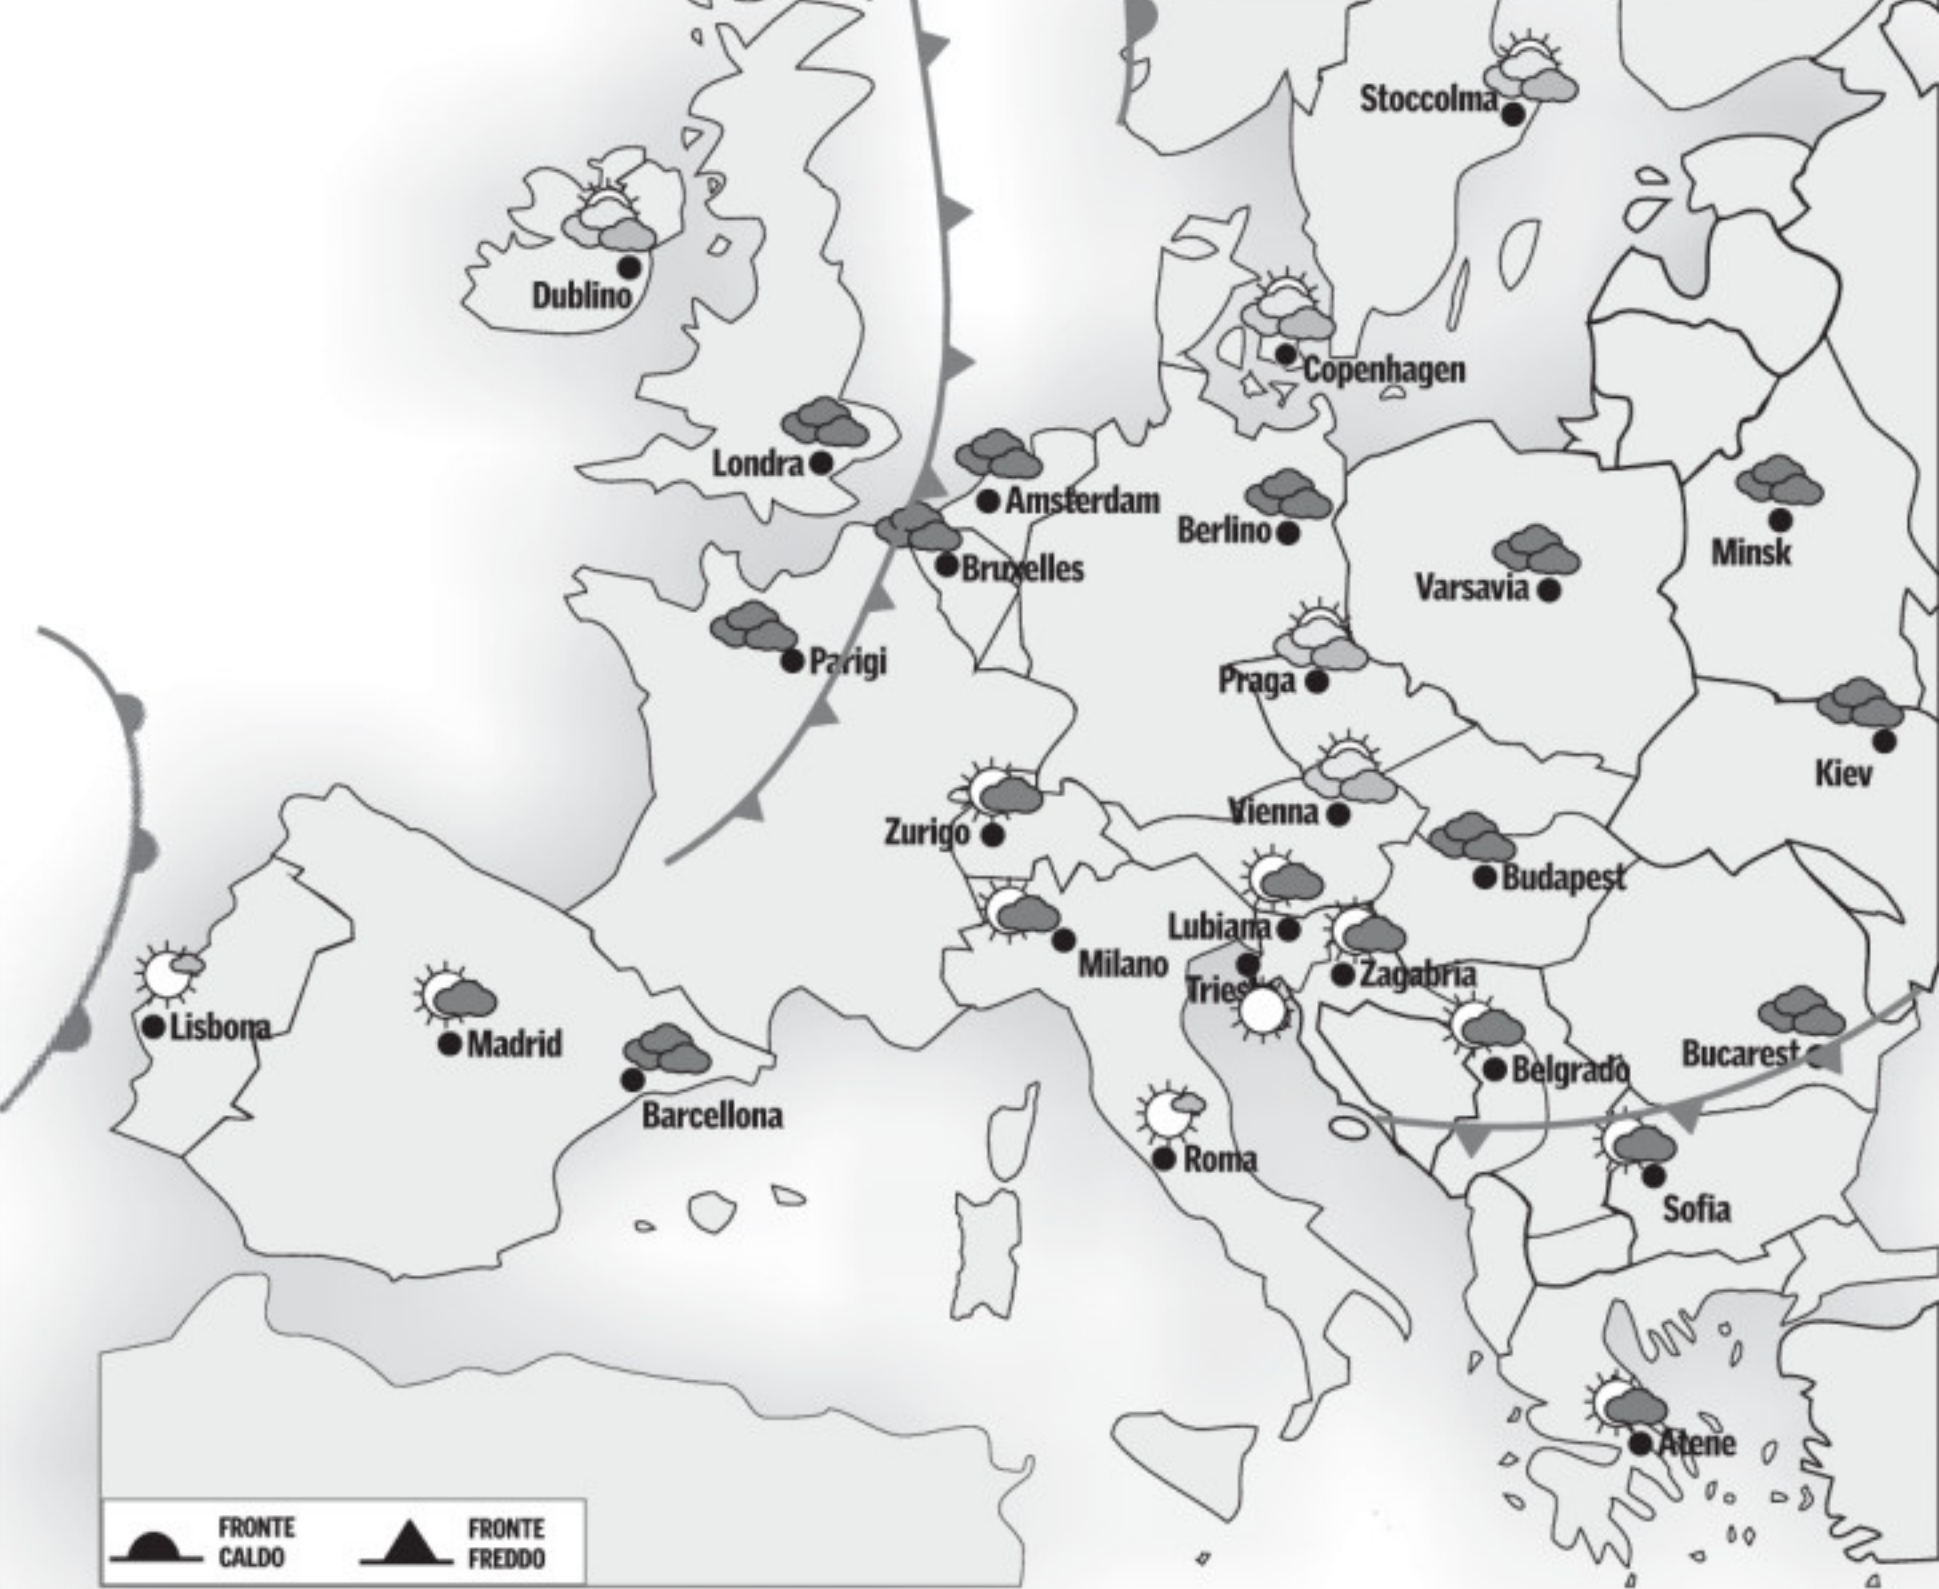 Stoccolma
Dublino
Copenhagen
Londra
Amsterdam
Berlino
Minsk
Bruxelles
Varsavia
Parigi
Praga
Kiev
Vienna
Zurigo
Budapest
Lubiana
Milano
Zagabria
Lisbona
Madrid
Belgrado
Bucarest
Barcellona
Roma
Sofia
Atene
FRONTE
CALDO
FRONTE
FREDDO